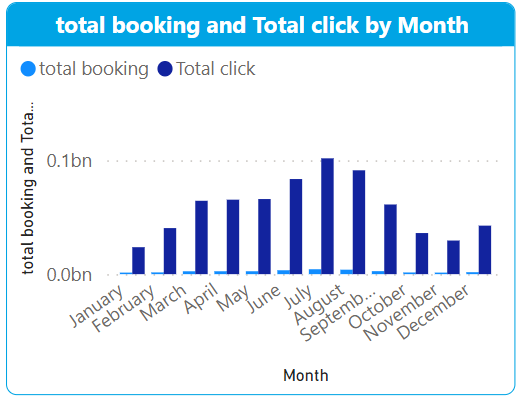 total booking and Total click by Month
total booking Total click
total booking and Tota...
0.1bn
0.0bn
January
February
March
April
May
June
July
August
Septemb...
October
November
December
Month